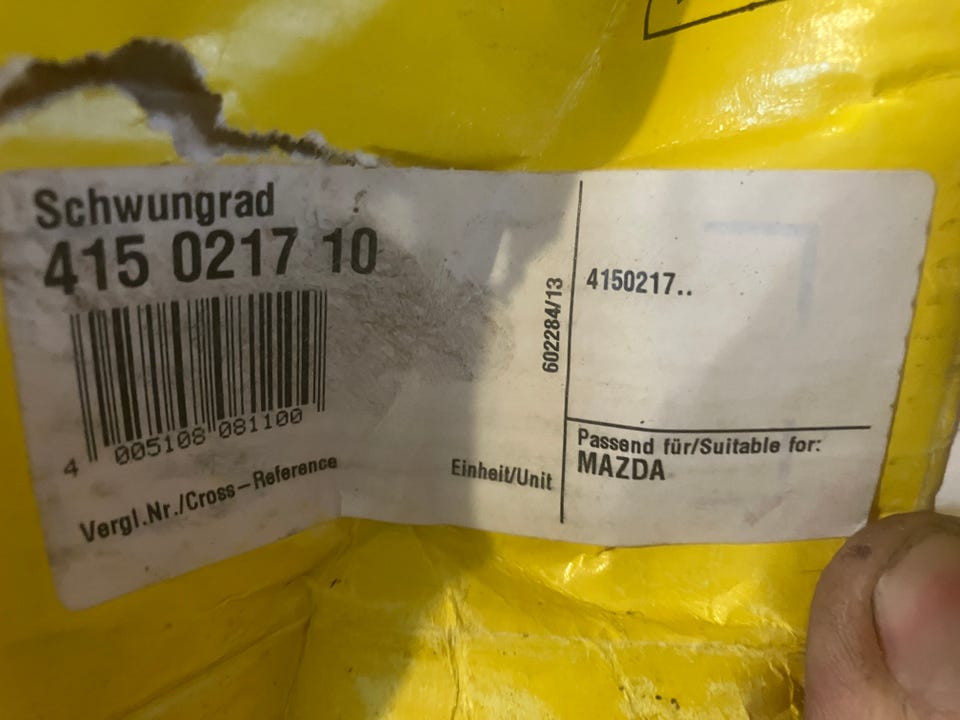 Schwungrad
415 0217 10
4 005108 081100
Vergl.Nr./Cross-Reference
Einheit/Unit
602284/13
4150217..
Passend für/Suitable for:
MAZDA